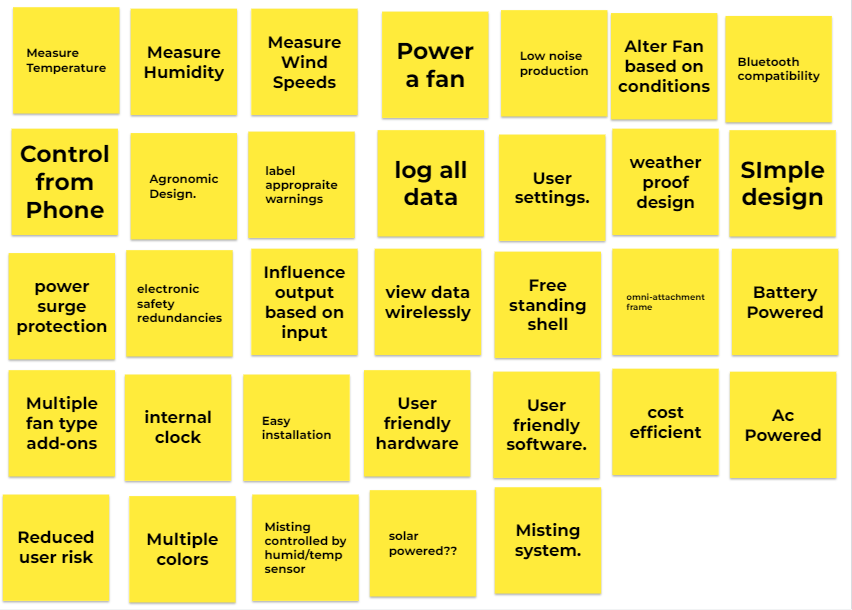 Measure
Temperature
Measure
Humidity
Measure
Wind
Speeds
Power
a fan
Low noise
production
Alter Fan
based on
conditions
Bluetooth
compatibility
Control
from
Phone
Agronomic
Design.
label
appropraite
warnings
log all
data
User
settings.
weather
proof
design
SImple
design
power
surge
protection
electronic
safety
redundancies
Influence
output
based on
input
view data
wirelessly
Free
standing
shell
omni-attachment
frame
Battery
Powered
Multiple
fan type
add-ons
internal
clock
Easy
installation
User
friendly
hardware
User
friendly
software.
cost
efficient
Ac
Powered
Reduced
user risk
Multiple
colors
Misting
controlled by
humid/temp
sensor
solar
powered??
Misting
system.